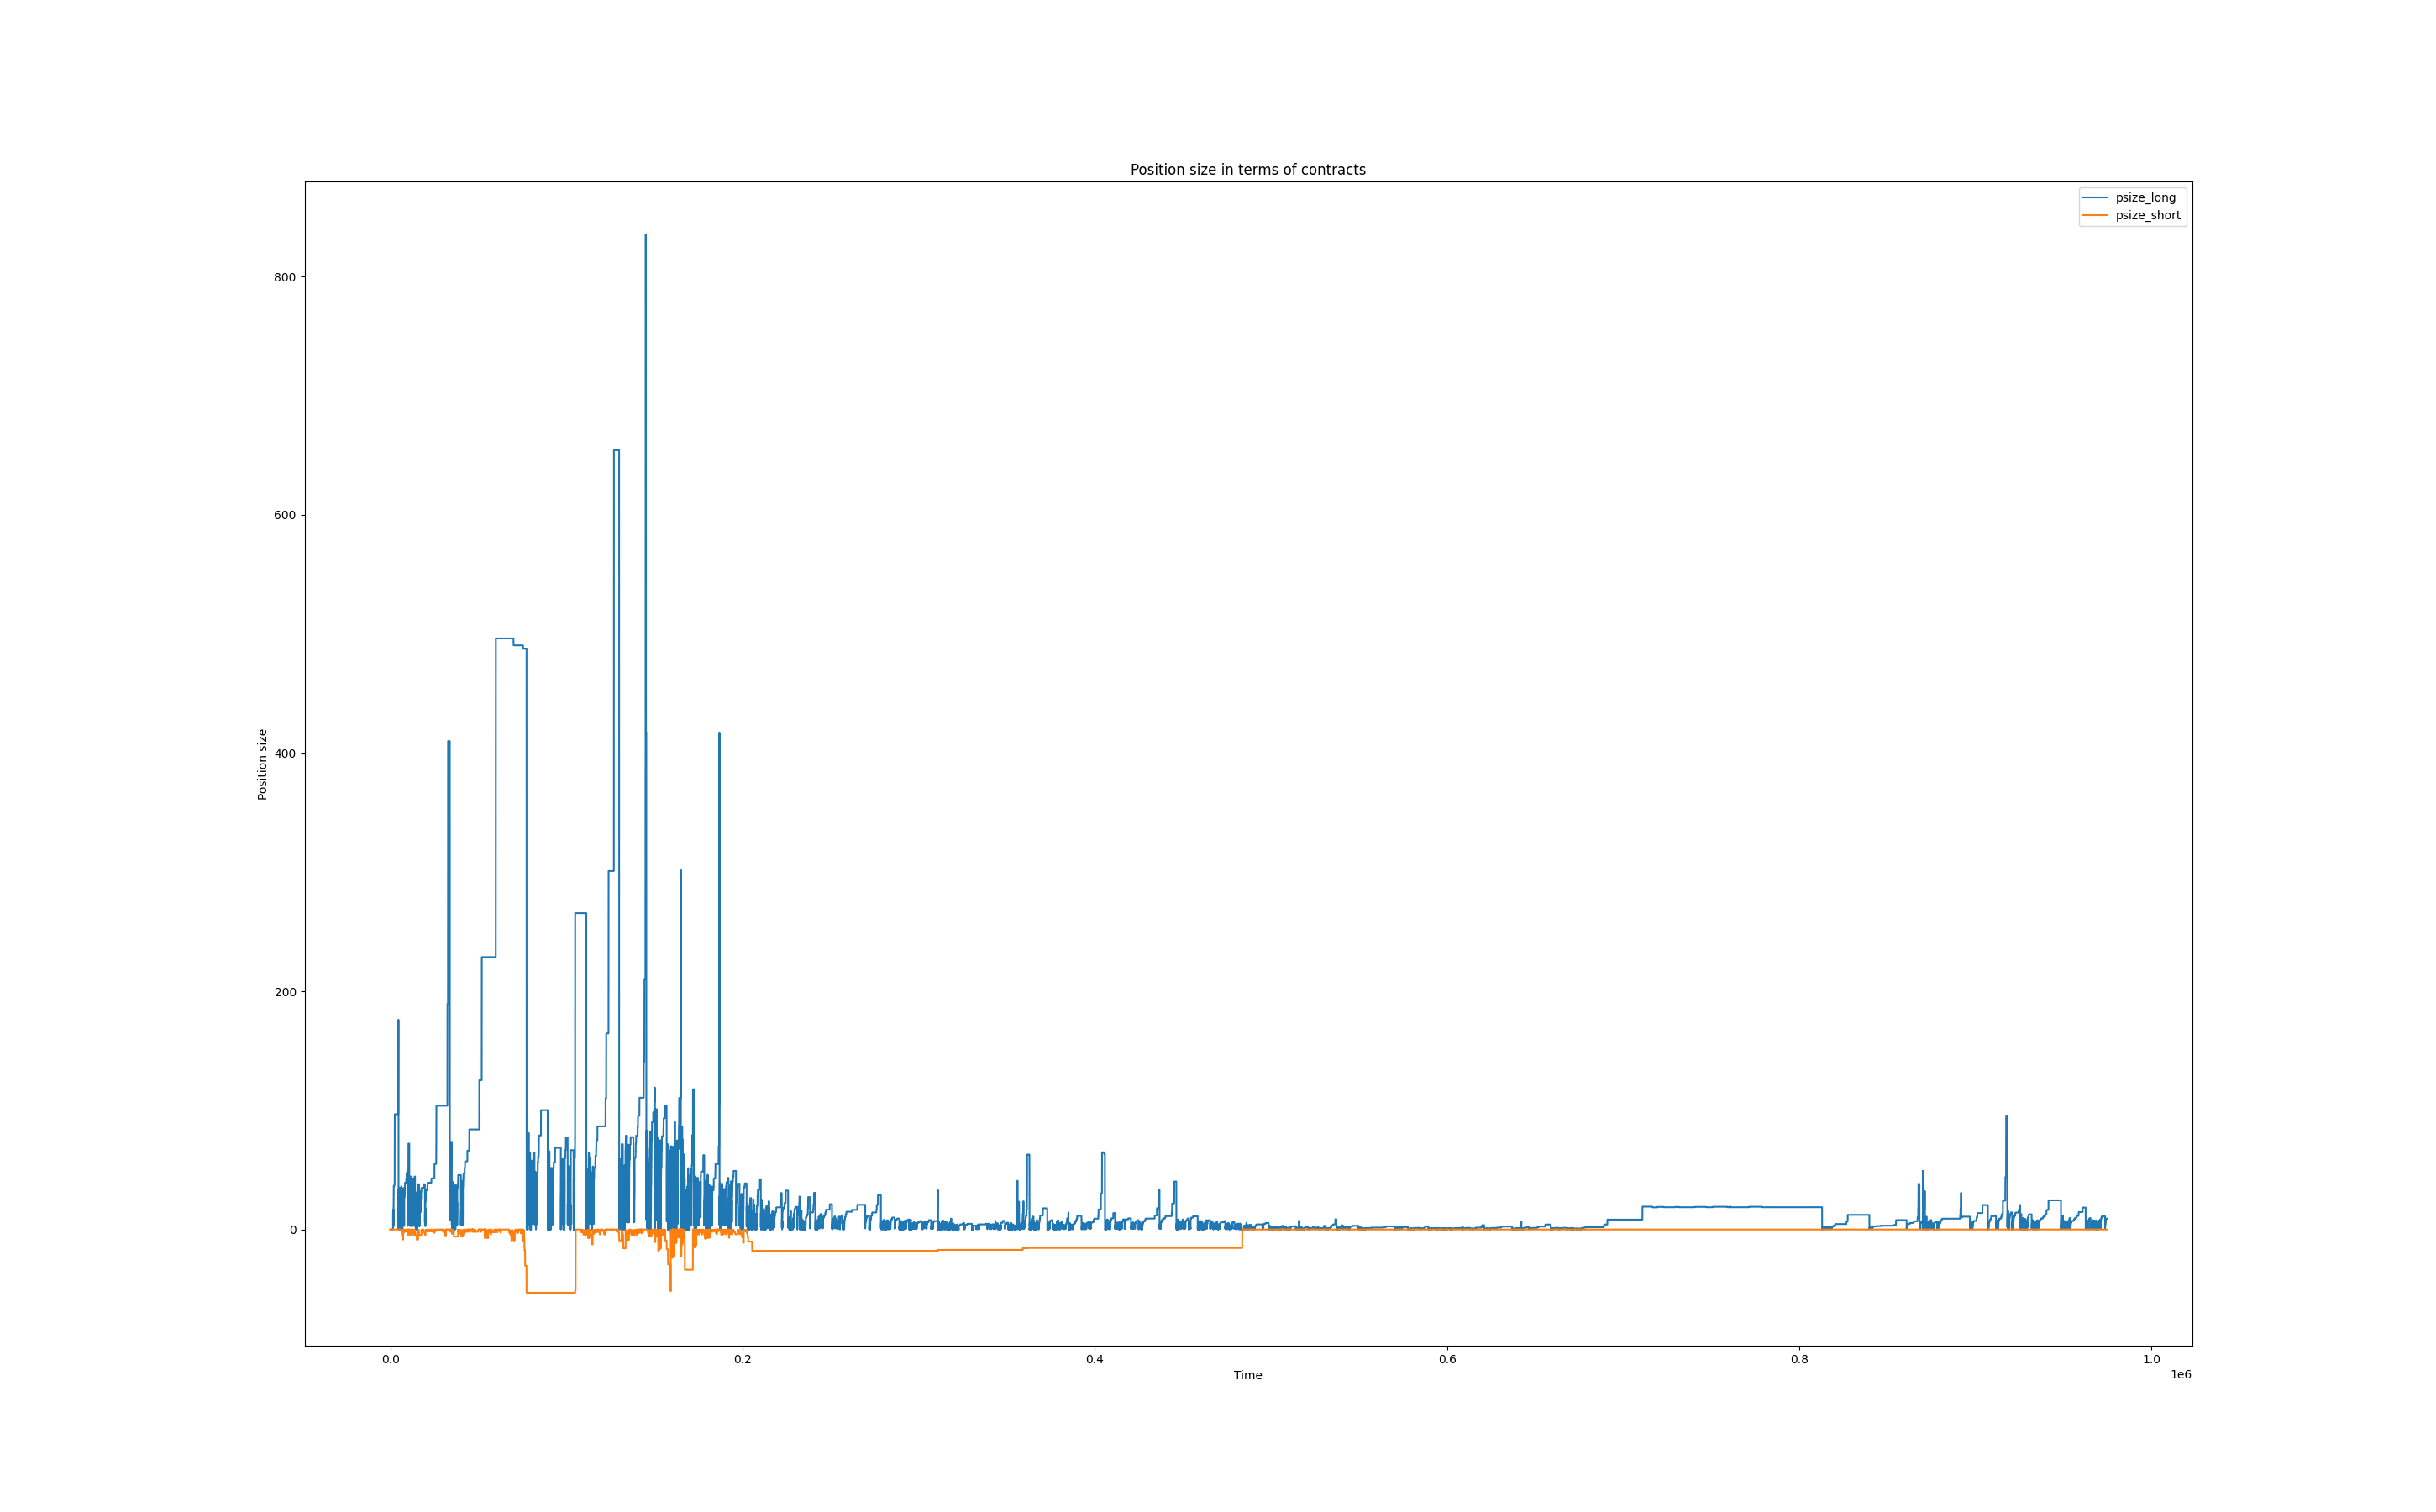 Position size in terms of contracts
psize_long
psize_short
800
600
400
200
0
Position size
0.0 0.2 0.4 0.6 0.8 1.0
Time
1e6